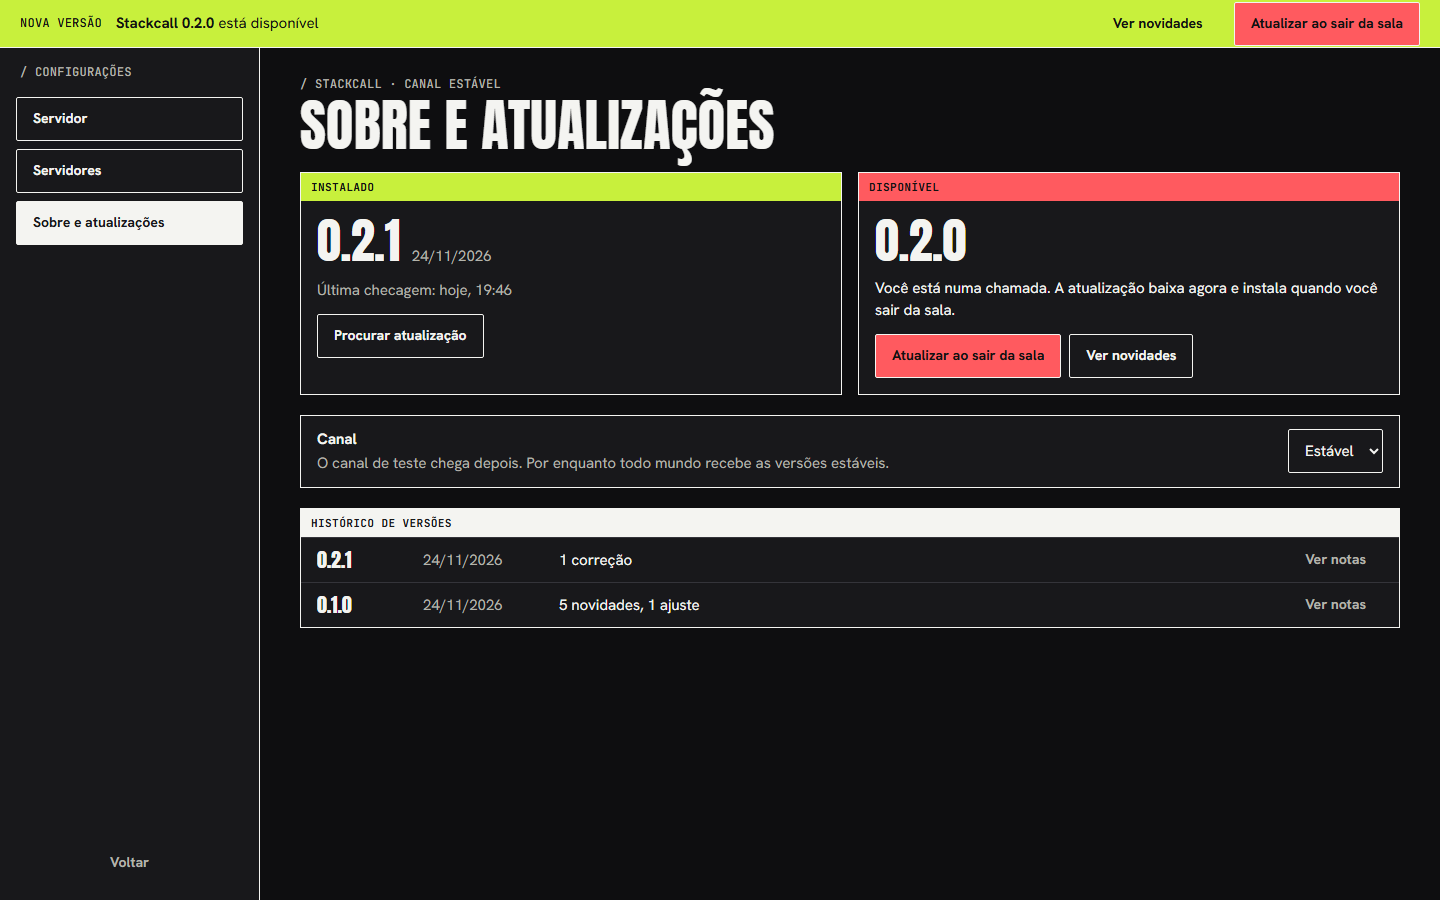 NOVA VERSÃO Stackcall 0.2.0 está disponível Ver novidades Atualizar ao sair da sala
/ CONFIGURAÇÕES
Servidor
Servidores
Sobre e atualizações
Voltar
/ STACKCALL · CANAL ESTÁVEL
SOBRE E ATUALIZAÇÕES
INSTALADO
0.2.1 24/11/2026
Última checagem: hoje, 19:46
Procurar atualização
DISPONÍVEL
0.2.0
Você está numa chamada. A atualização baixa agora e instala quando você
sair da sala.
Atualizar ao sair da sala Ver novidades
Canal
O canal de teste chega depois. Por enquanto todo mundo recebe as versões estáveis.
Estável
HISTÓRICO DE VERSÕES
0.2.1 24/11/2026 1 correção Ver notas
0.1.0 24/11/2026 5 novidades, 1 ajuste Ver notas